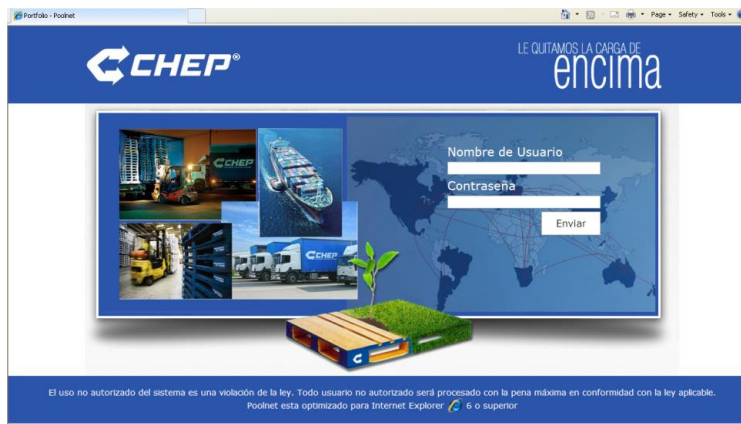 Portfolio - Poolnet
Page Safety Tools
CHEP®
LE QUITAMOS LA CARGA DE
encima
Nombre de Usuario
Contraseña
Enviar
CHEP
CHEP
El uso no autorizado del sistema es una violación de la ley. Todo usuario no autorizado será procesado con la pena máxima en conformidad con la ley aplicable.
Poolnet esta optimizado para Internet Explorer 6 o superior